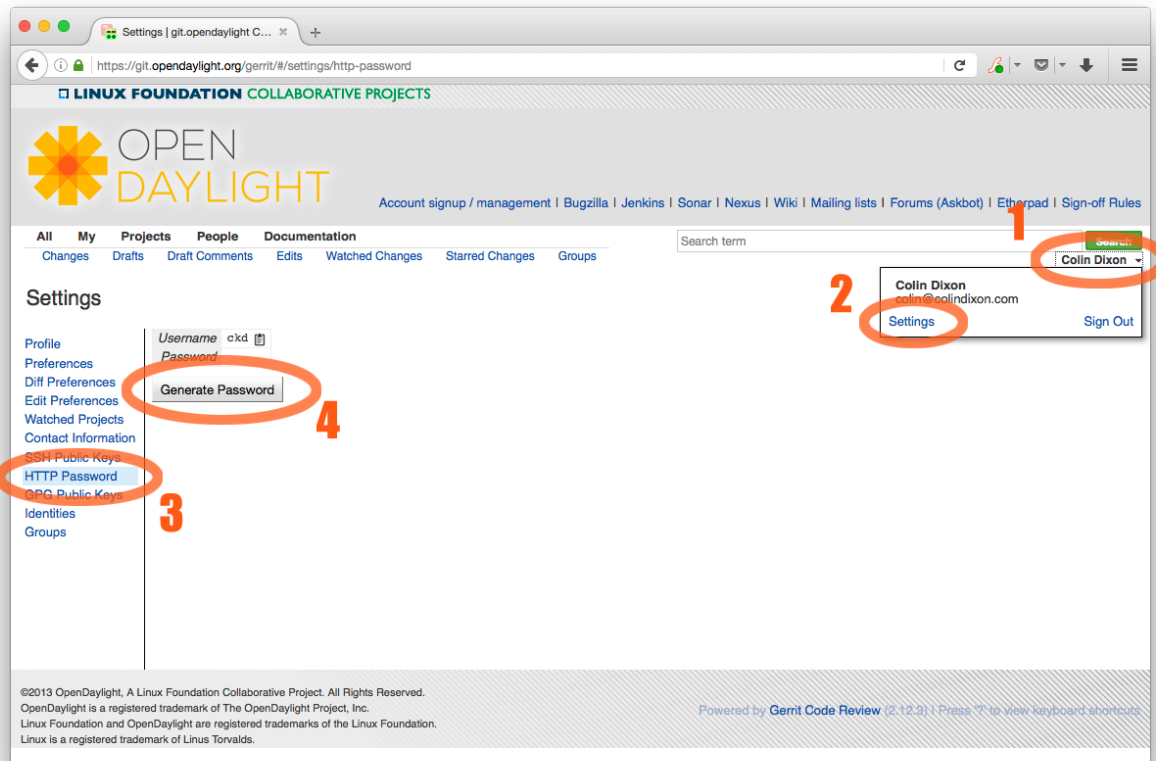 Settings | git.opendaylight C... ×
https://git.opendaylight.org/gerrit/#/settings/http-password
LINUX FOUNDATION COLLABORATIVE PROJECTS
OPEN
DAYLIGHT
Account signup / management | Bugzilla | Jenkins | Sonar | Nexus | Wiki | Mailing lists | Forums (Askbot) | Etherpad | Sign-off Rules
1
All My Projects People Documentation
Search term
Search
Changes Drafts Draft Comments Edits Watched Changes Starred Changes Groups
Colin Dixon
2
Colin Dixon
colin@colindixon.com
Settings Sign Out
Settings
Profile
Preferences
Diff Preferences
Edit Preferences
Watched Projects
Contact Information
SSH Public Keys
HTTP Password
GPG Public Keys
Identities
Groups
3
Username ckd
Password
Generate Password
4
©2013 OpenDaylight, A Linux Foundation Collaborative Project. All Rights Reserved.
OpenDaylight is a registered trademark of The OpenDaylight Project, Inc.
Linux Foundation and OpenDaylight are registered trademarks of the Linux Foundation.
Linux is a registered trademark of Linus Torvalds.
Powered by Gerrit Code Review (2.12.3) | Press '?' to view keyboard shortcuts